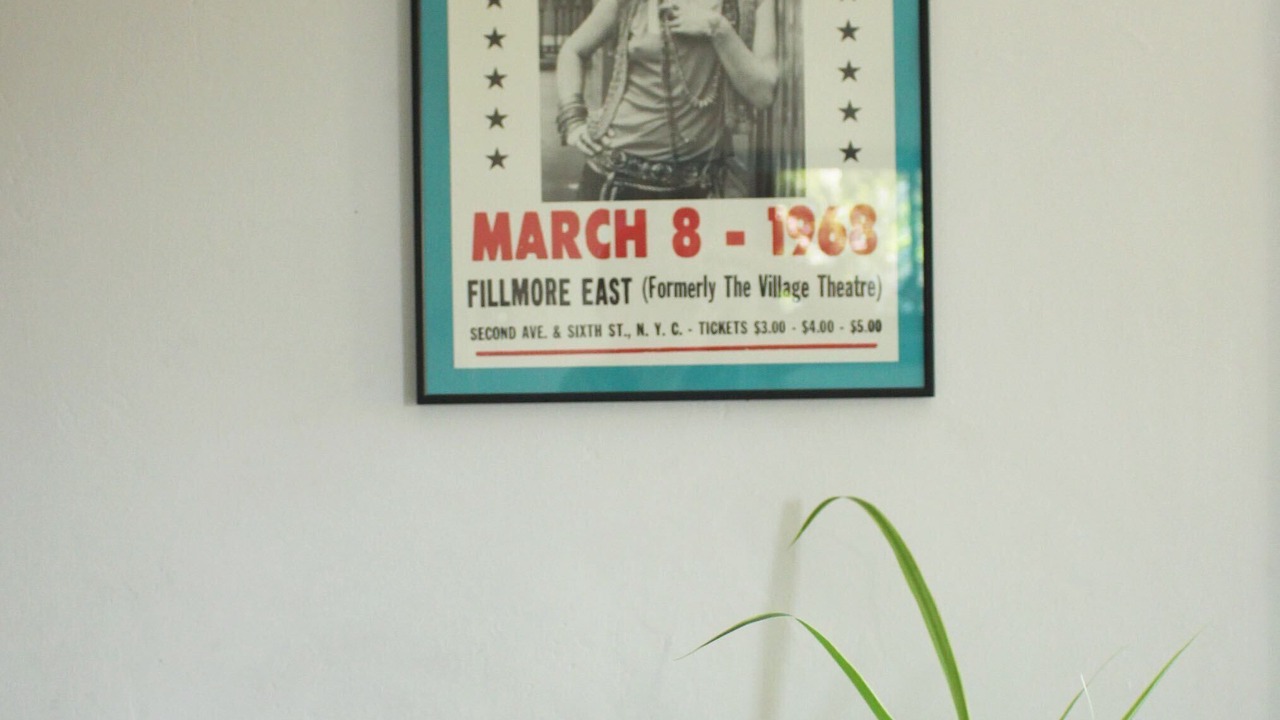 MARCH 8 - 1968
FILLMORE EAST (Formerly The Village Theatre)
SECOND AVE. & SIXTH ST., N. Y. C. - TICKETS $3.00 - $4.00 - $5.00